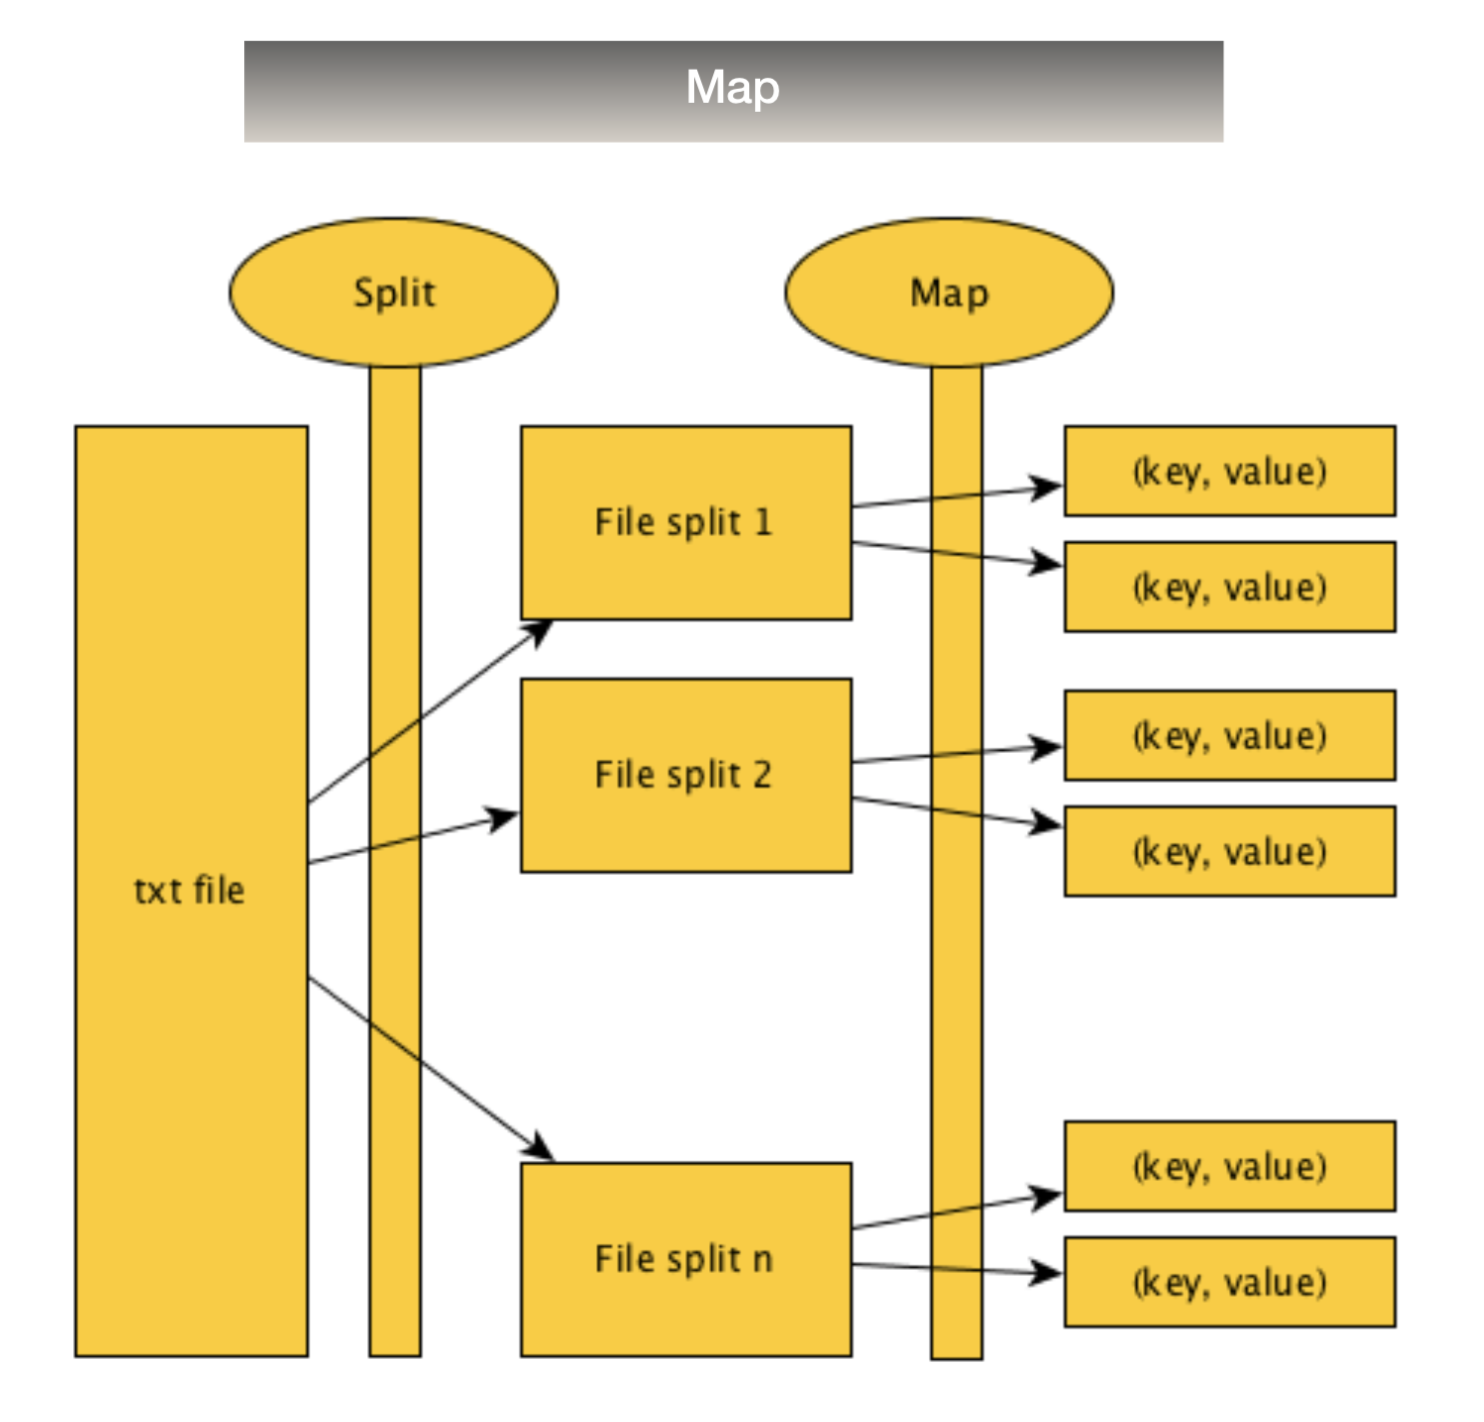 Map
Split
Map
txt file
File split 1
File split 2
File split n
(key, value)
(key, value)
(key, value)
(key, value)
(key, value)
(key, value)